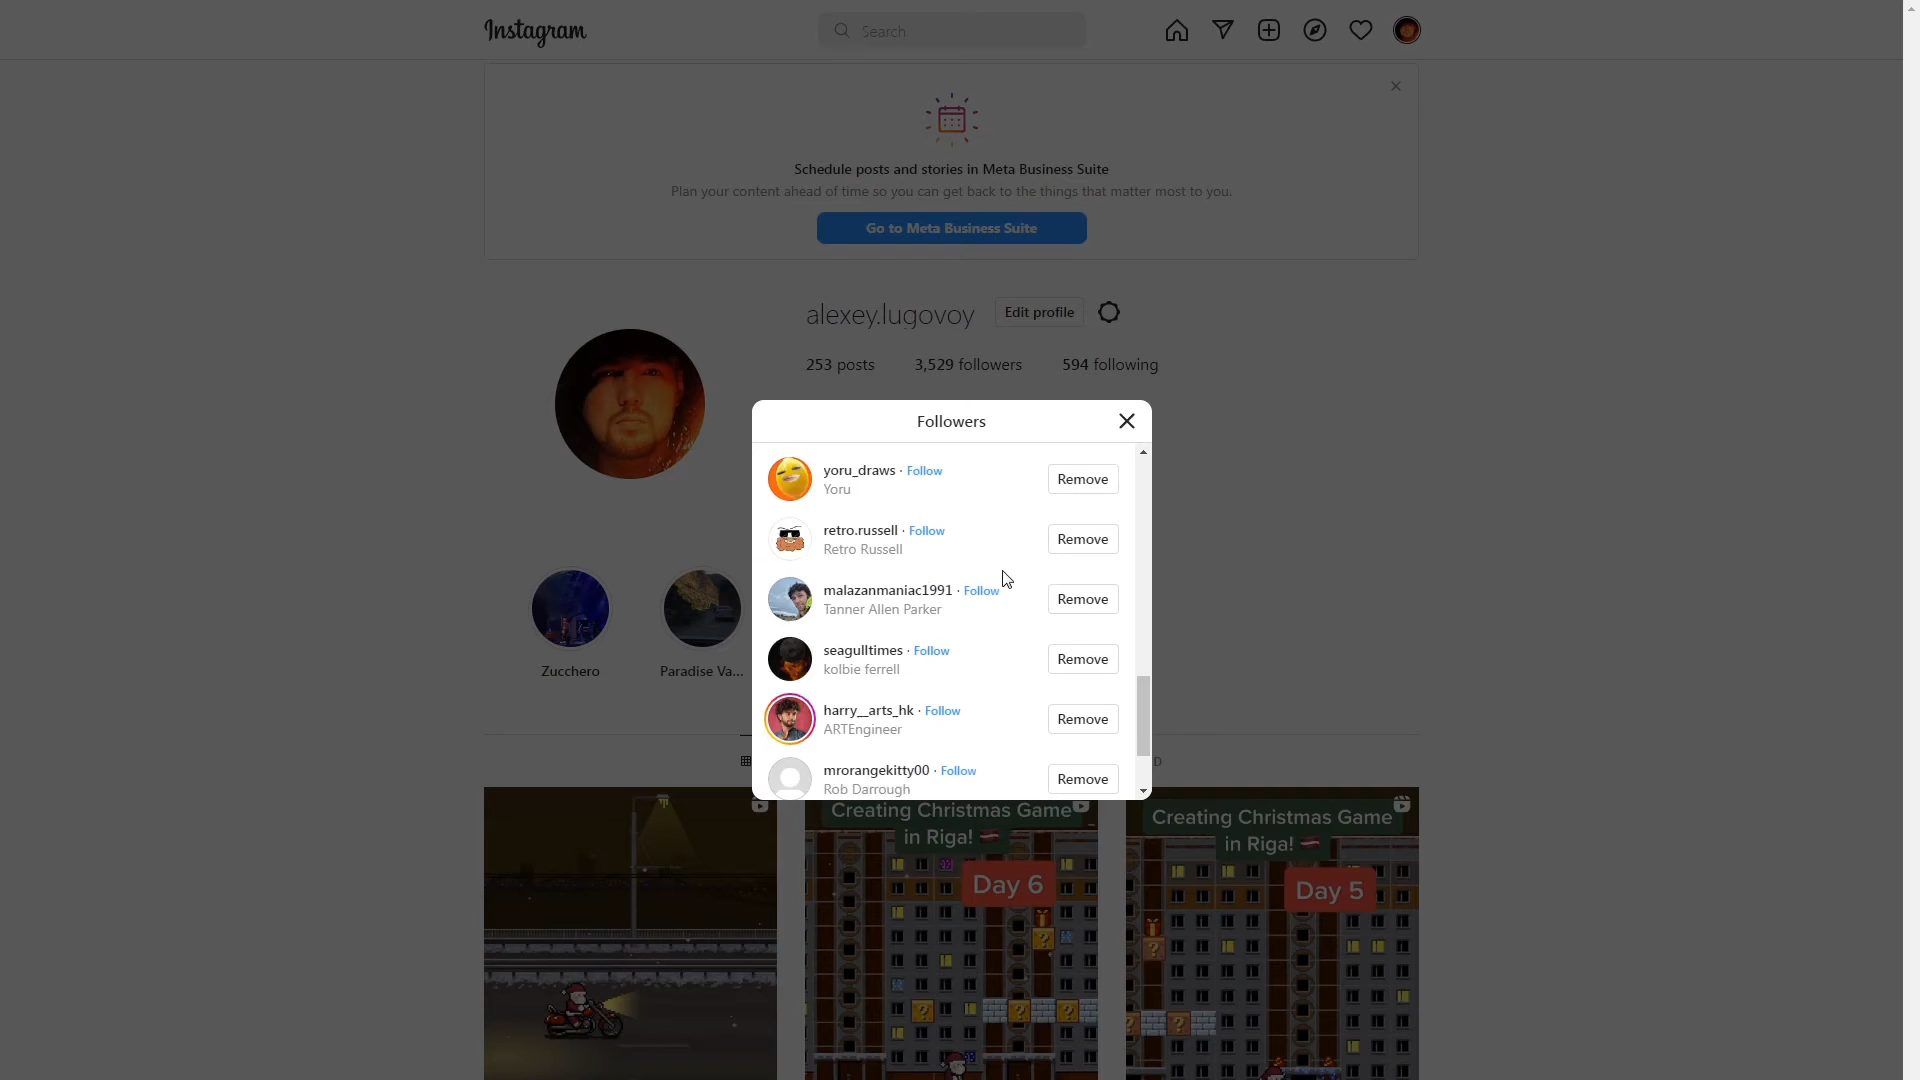 Instagram
Search
Schedule posts and stories in Meta Business Suite
Plan your content ahead of time so you can get back to the things that matter most to you.
Go to Meta Business Suite
alexey.lugovoy
Edit profile
253 posts
3,529 followers
594 following
Followers
yoru_draws · Follow
Yoru
Remove
retro.russell · Follow
Retro Russell
Remove
malazanmaniac1991 · Follow
Tanner Allen Parker
Remove
seagulltimes · Follow
kolbie ferrell
Remove
harry__arts_hk · Follow
ARTEngineer
Remove
mrorangekitty00 · Follow
Rob Darrough
Remove
Zucchero
Paradise Va...
D
Creating Christmas Game
in Riga!
Day 6
Creating Christmas Game
in Riga!
Day 5